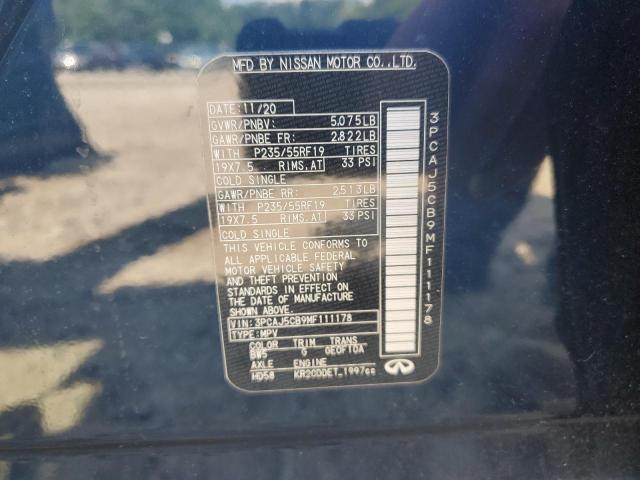 MFD BY NISSAN MOTOR CO.,LTD.
DATE: 11/20
GVWR/PNBV: 5,075LB
GAWR/PNBE FR: 2,822LB
WITH P235/55RF19 TIRES
19X7.5 RIMS,AT 33 PSI
COLD SINGLE
GAWR/PNBE RR: 2,513LB
WITH P235/55RF19 TIRES
19X7.5 RIMS,AT 33 PSI
COLD SINGLE
THIS VEHICLE CONFORMS TO
ALL APPLICABLE FEDERAL
MOTOR VEHICLE SAFETY
AND THEFT PREVENTION
STANDARDS IN EFFECT ON
THE DATE OF MANUFACTURE
SHOWN ABOVE.
VIN: 3PCAJ5CB9MF111178
TYPE: MPV
COLOR TRIM TRANS
BW5 G GE0F10A
AXLE ENGINE
HD58 KR20DDET 1997cc
3PCAJ5CB9MF111178